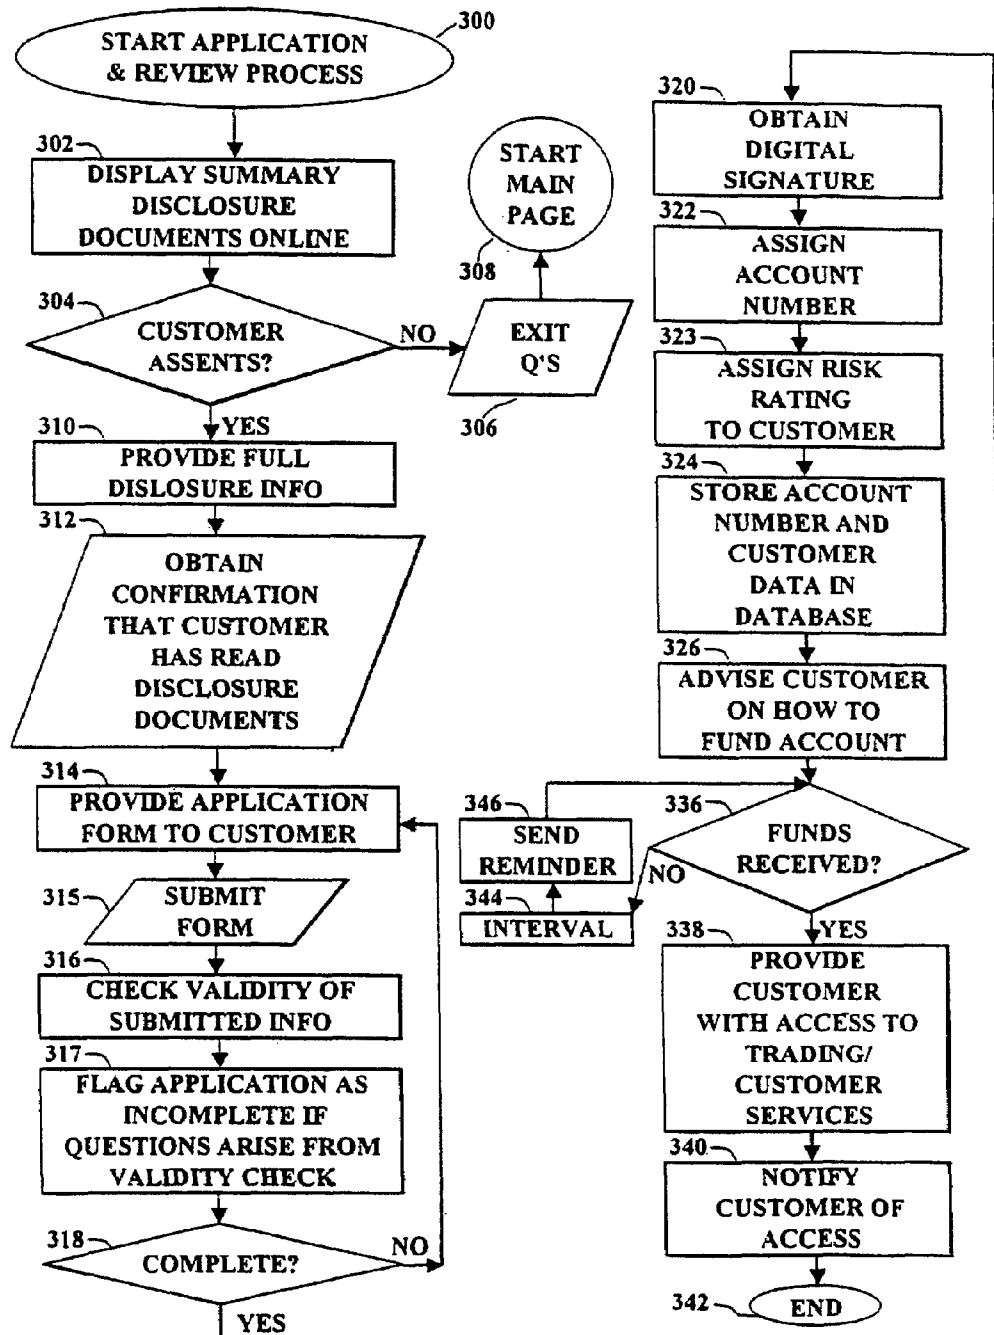 300
START APPLICATION
& REVIEW PROCESS
302
DISPLAY SUMMARY
DISCLOSURE
DOCUMENTS ONLINE
304
CUSTOMER
ASSENTS?
NO
EXIT
Q'S
306
START
MAIN
PAGE
308
YES
310
PROVIDE FULL
DISLOSURE INFO
312
OBTAIN
CONFIRMATION
THAT CUSTOMER
HAS READ
DISCLOSURE
DOCUMENTS
314
PROVIDE APPLICATION
FORM TO CUSTOMER
315
SUBMIT
FORM
316
CHECK VALIDITY OF
SUBMITTED INFO
317
FLAG APPLICATION AS
INCOMPLETE IF
QUESTIONS ARISE FROM
VALIDITY CHECK
318
COMPLETE?
NO
YES
320
OBTAIN
DIGITAL
SIGNATURE
322
ASSIGN
ACCOUNT
NUMBER
323
ASSIGN RISK
RATING
TO CUSTOMER
324
STORE ACCOUNT
NUMBER AND
CUSTOMER
DATA IN
DATABASE
326
ADVISE CUSTOMER
ON HOW TO
FUND ACCOUNT
336
FUNDS
RECEIVED?
NO
344
INTERVAL
346
SEND
REMINDER
YES
338
PROVIDE
CUSTOMER
WITH ACCESS TO
TRADING/
CUSTOMER
SERVICES
340
NOTIFY
CUSTOMER OF
ACCESS
342
END